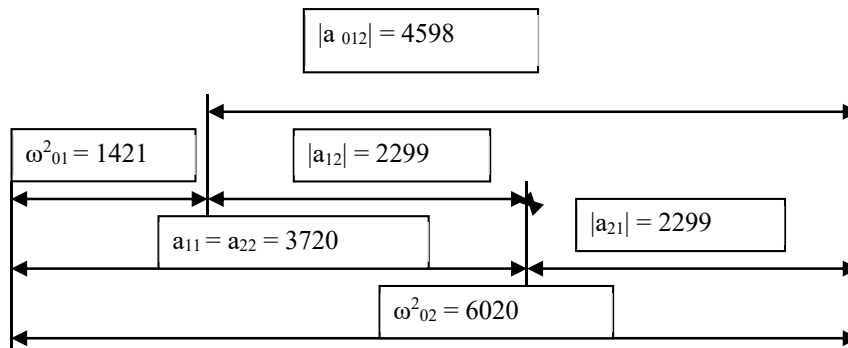 |a ₀₁₂| = 4598
ω²₀₁ = 1421
|a₁₂| = 2299
|a₂₁| = 2299
a₁₁ = a₂₂ = 3720
ω²₀₂ = 6020